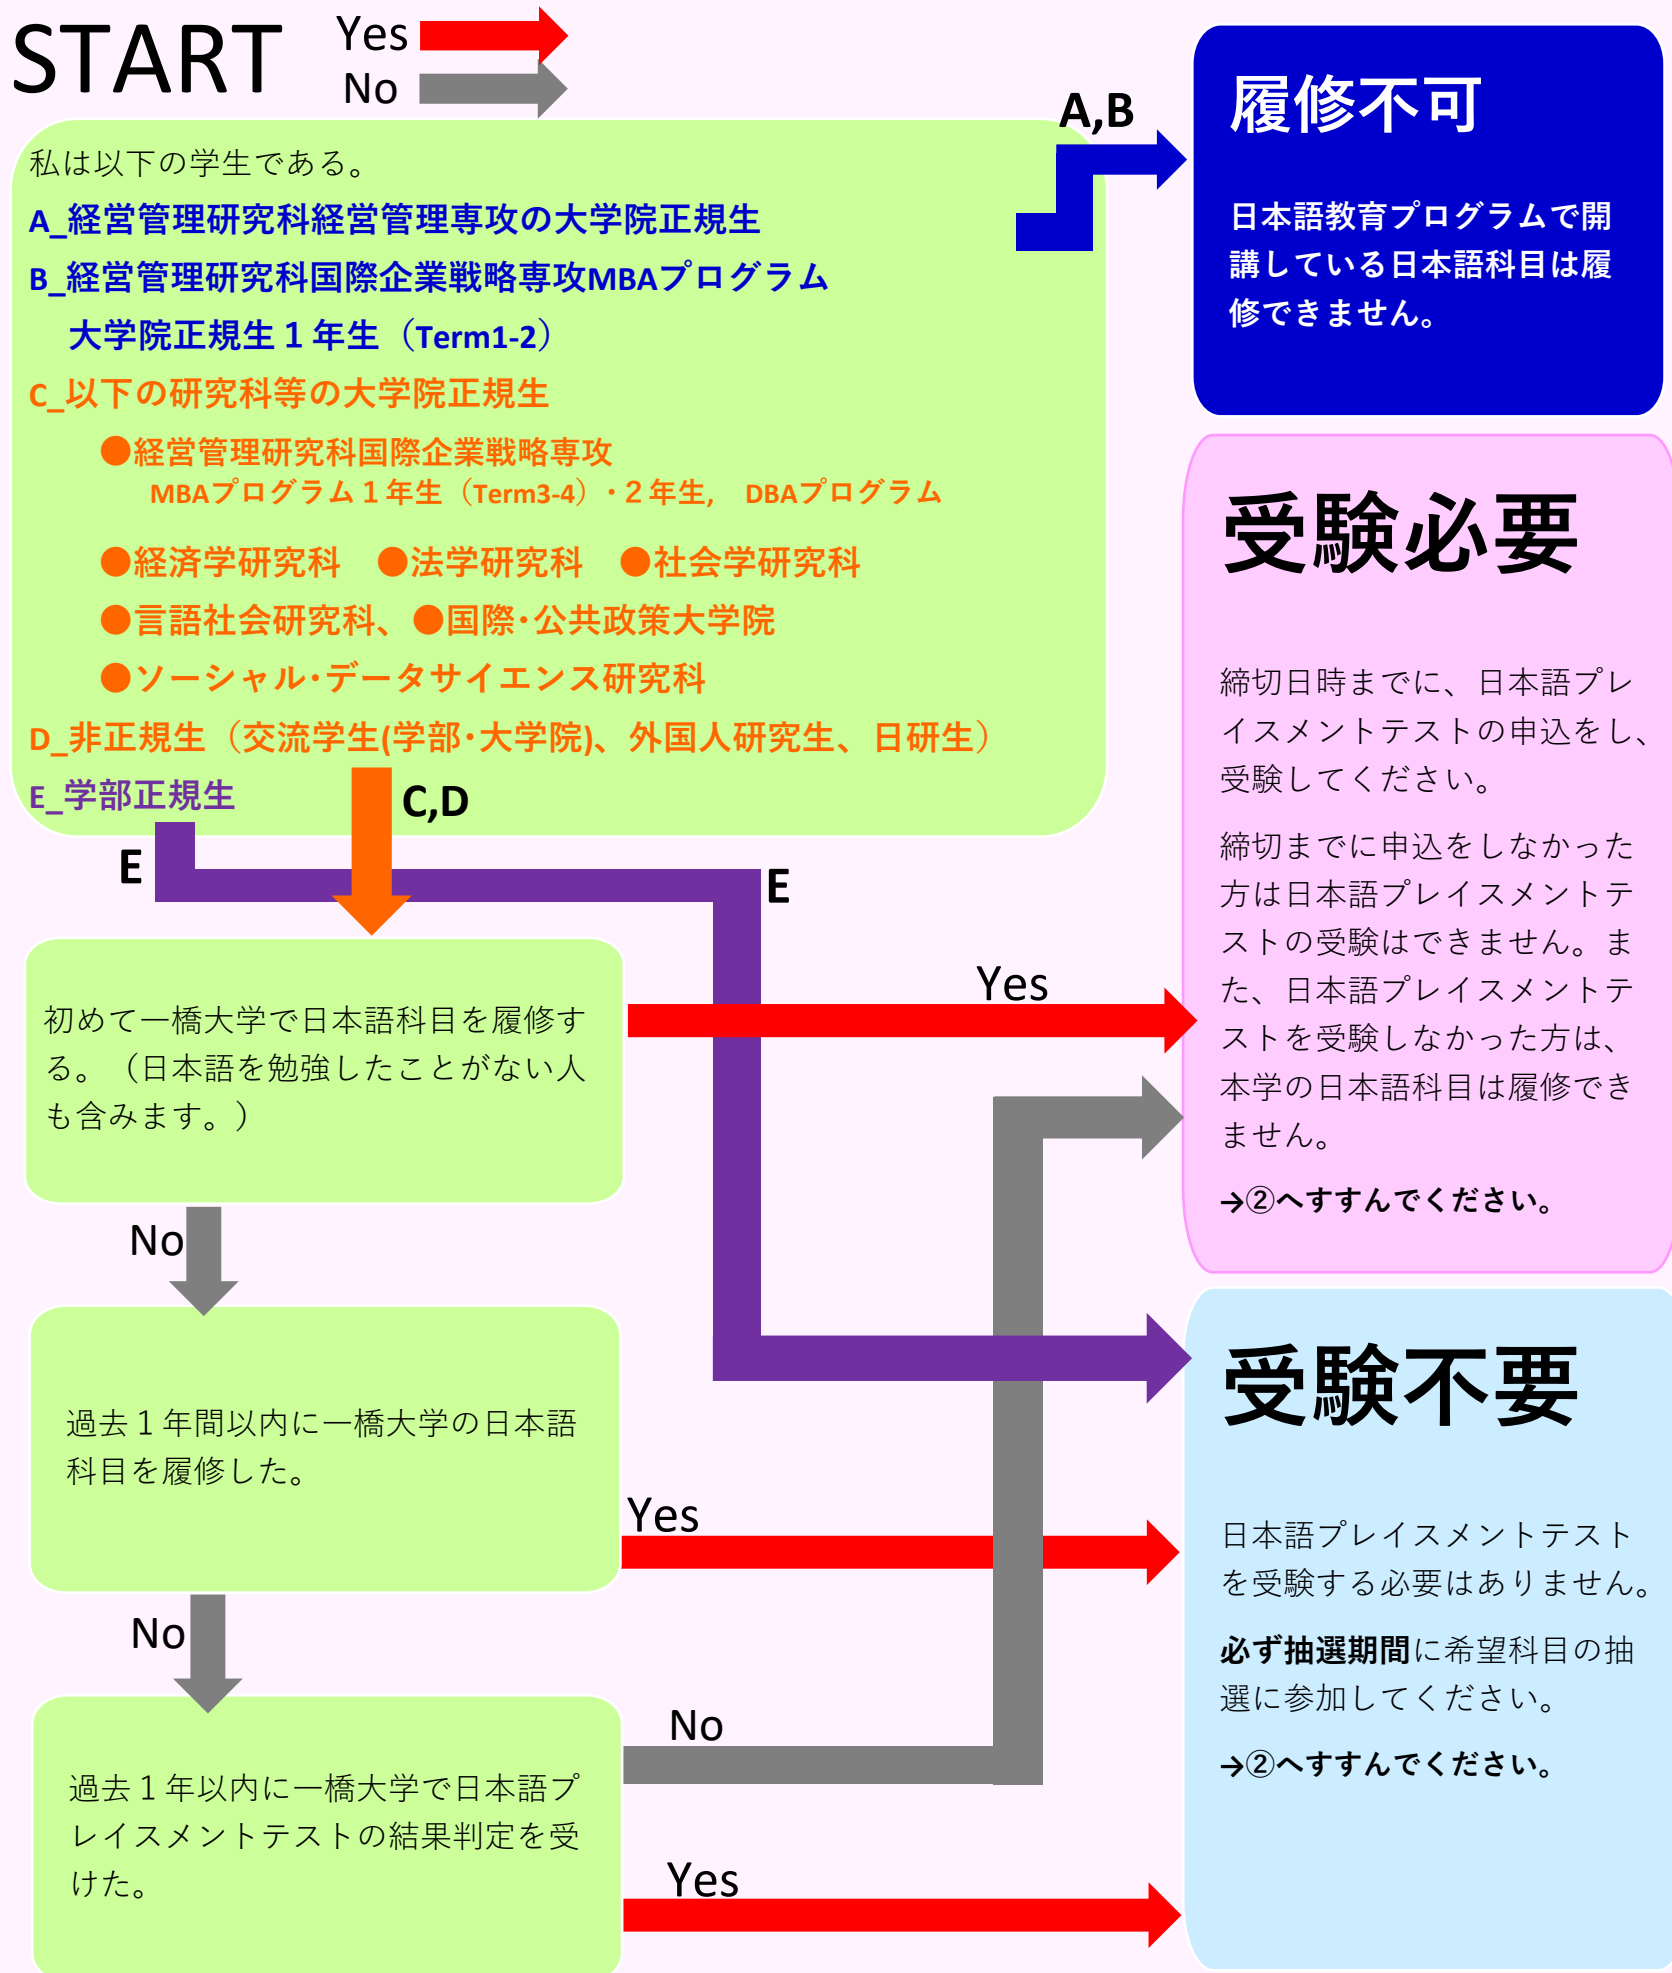 START
Yes
No
私は以下の学生である。
A_経営管理研究科経営管理専攻の大学院正規生
B_経営管理研究科国際企業戦略専攻MBAプログラム
大学院正規生１年生（Term1-2）
C_以下の研究科等の大学院正規生
●経営管理研究科国際企業戦略専攻
MBAプログラム１年生（Term3-4）・２年生,　DBAプログラム
●経済学研究科　●法学研究科　●社会学研究科
●言語社会研究科、●国際・公共政策大学院
●ソーシャル・データサイエンス研究科
D_非正規生（交流学生(学部・大学院)、外国人研究生、日研生）
E_学部正規生
A,B
C,D
E
E
履修不可
日本語教育プログラムで開
講している日本語科目は履
修できません。
初めて一橋大学で日本語科目を履修す
る。（日本語を勉強したことがない人
も含みます。）
Yes
No
受験必要
締切日時までに、日本語プレ
イスメントテストの申込をし、
受験してください。
締切までに申込をしなかった
方は日本語プレイスメントテ
ストの受験はできません。ま
た、日本語プレイスメントテ
ストを受験しなかった方は、
本学の日本語科目は履修でき
ません。
→②へすすんでください。
過去１年間以内に一橋大学の日本語
科目を履修した。
Yes
No
過去１年以内に一橋大学で日本語プ
レイスメントテストの結果判定を受
けた。
No
Yes
受験不要
日本語プレイスメントテスト
を受験する必要はありません。
必ず抽選期間に希望科目の抽
選に参加してください。
→②へすすんでください。